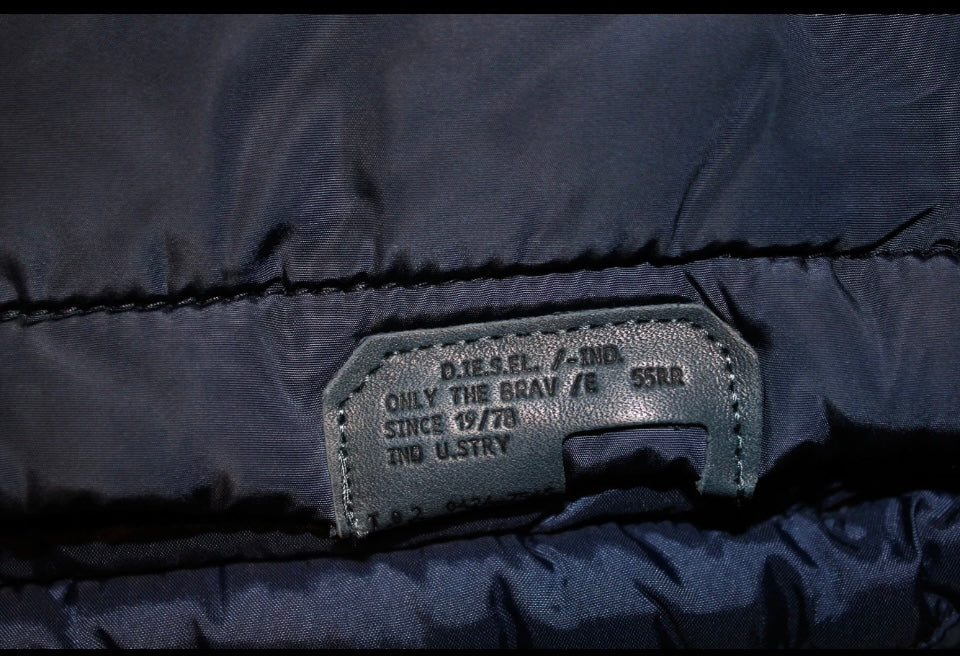 D.IE.S.EL. /-IND.
ONLY THE BRAV /E 55RR
SINCE 19/78
IND U.STRY